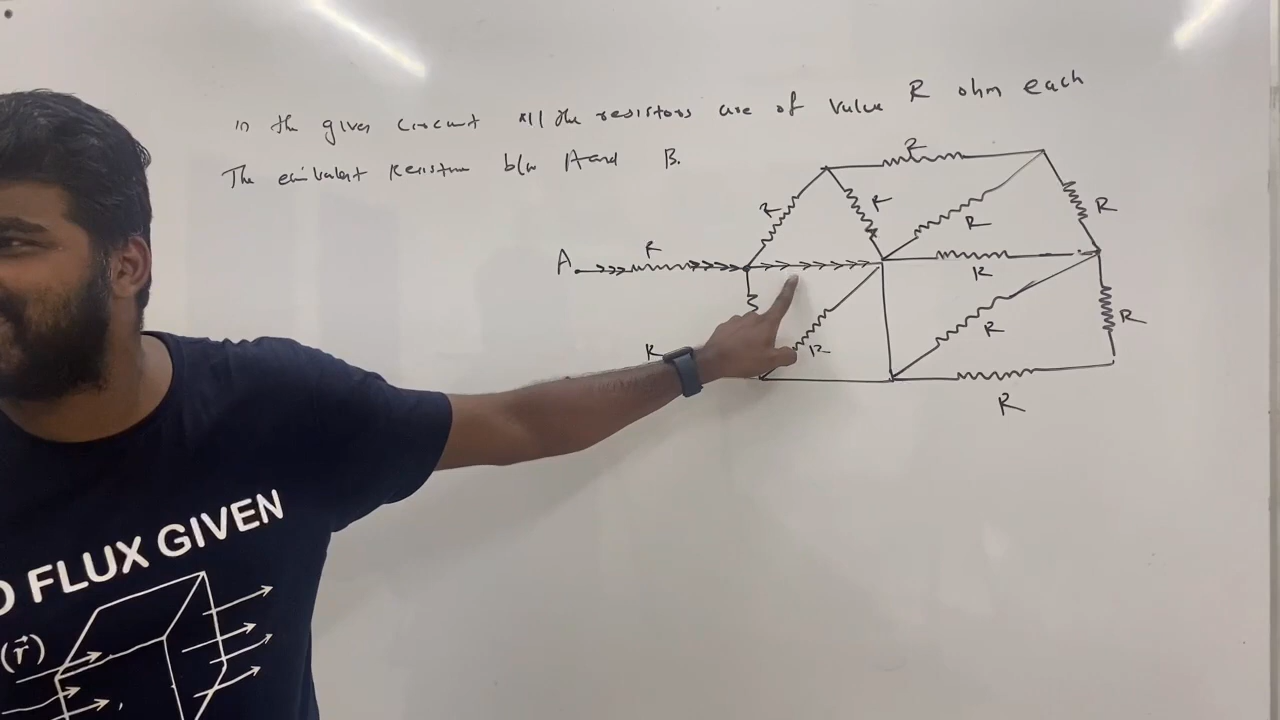 in the given circuit all the resistors are of value R ohm each
The equivalent Resistance b/w A and B.
R
R
R
R
A
R
R
R
R
R
R
R
R
D FLUX GIVEN
(r⃗)